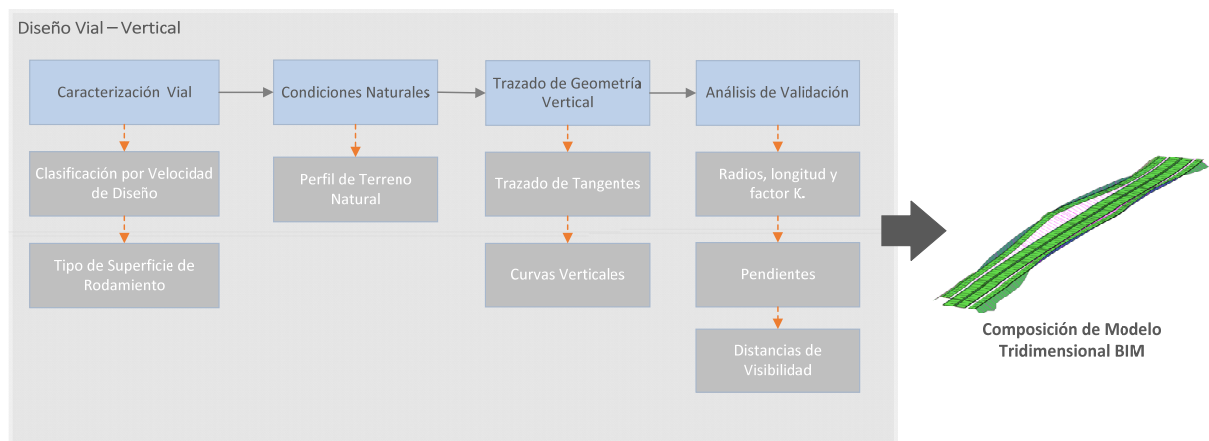 Diseño Vial – Vertical
Caracterización Vial
Condiciones Naturales
Trazado de Geometría
Vertical
Análisis de Validación
Clasificación por Velocidad
de Diseño
Perfil de Terreno
Natural
Trazado de Tangentes
Radios, longitud y
factor K.
Tipo de Superficie de
Rodamiento
Curvas Verticales
Pendientes
Distancias de
Visibilidad
Composición de Modelo
Tridimensional BIM